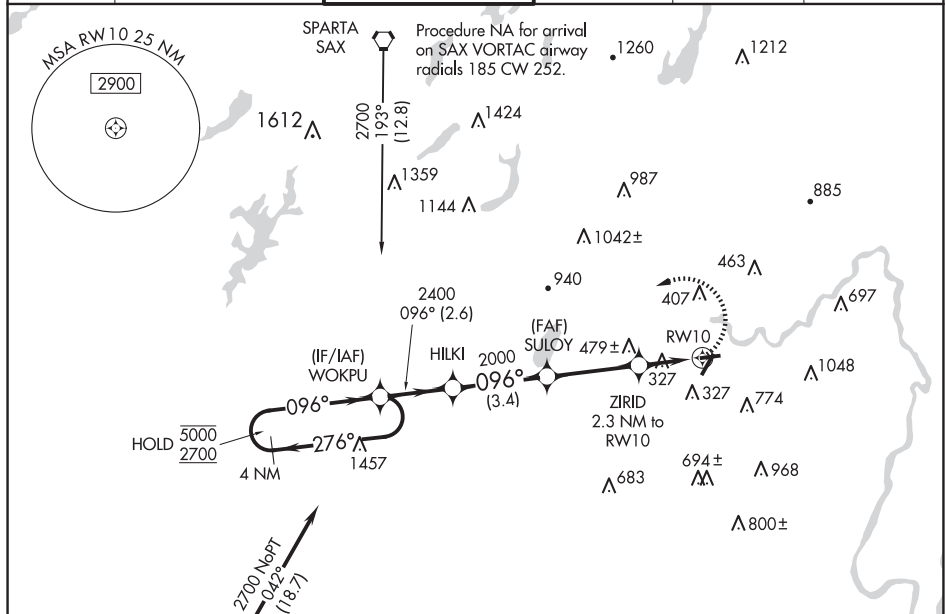 MSA RW10 25 NM
2900
SPARTA
SAX
Procedure NA for arrival
on SAX VORTAC airway
radials 185 CW 252.
2700
193°
(12.8)
1260
1212
1612
1424
1359
1144
987
885
1042±
463
940
407
697
2400
096° (2.6)
(IF/IAF)
WOKPU
HILKI
2000
096°
(3.4)
(FAF)
SULOY
479±
RW10
327
327
1048
774
ZIRID
2.3 NM to
RW10
096°
HOLD 5000
2700
276°
1457
4 NM
683
694±
968
800±
2700 NoPT
042°
(18.7)